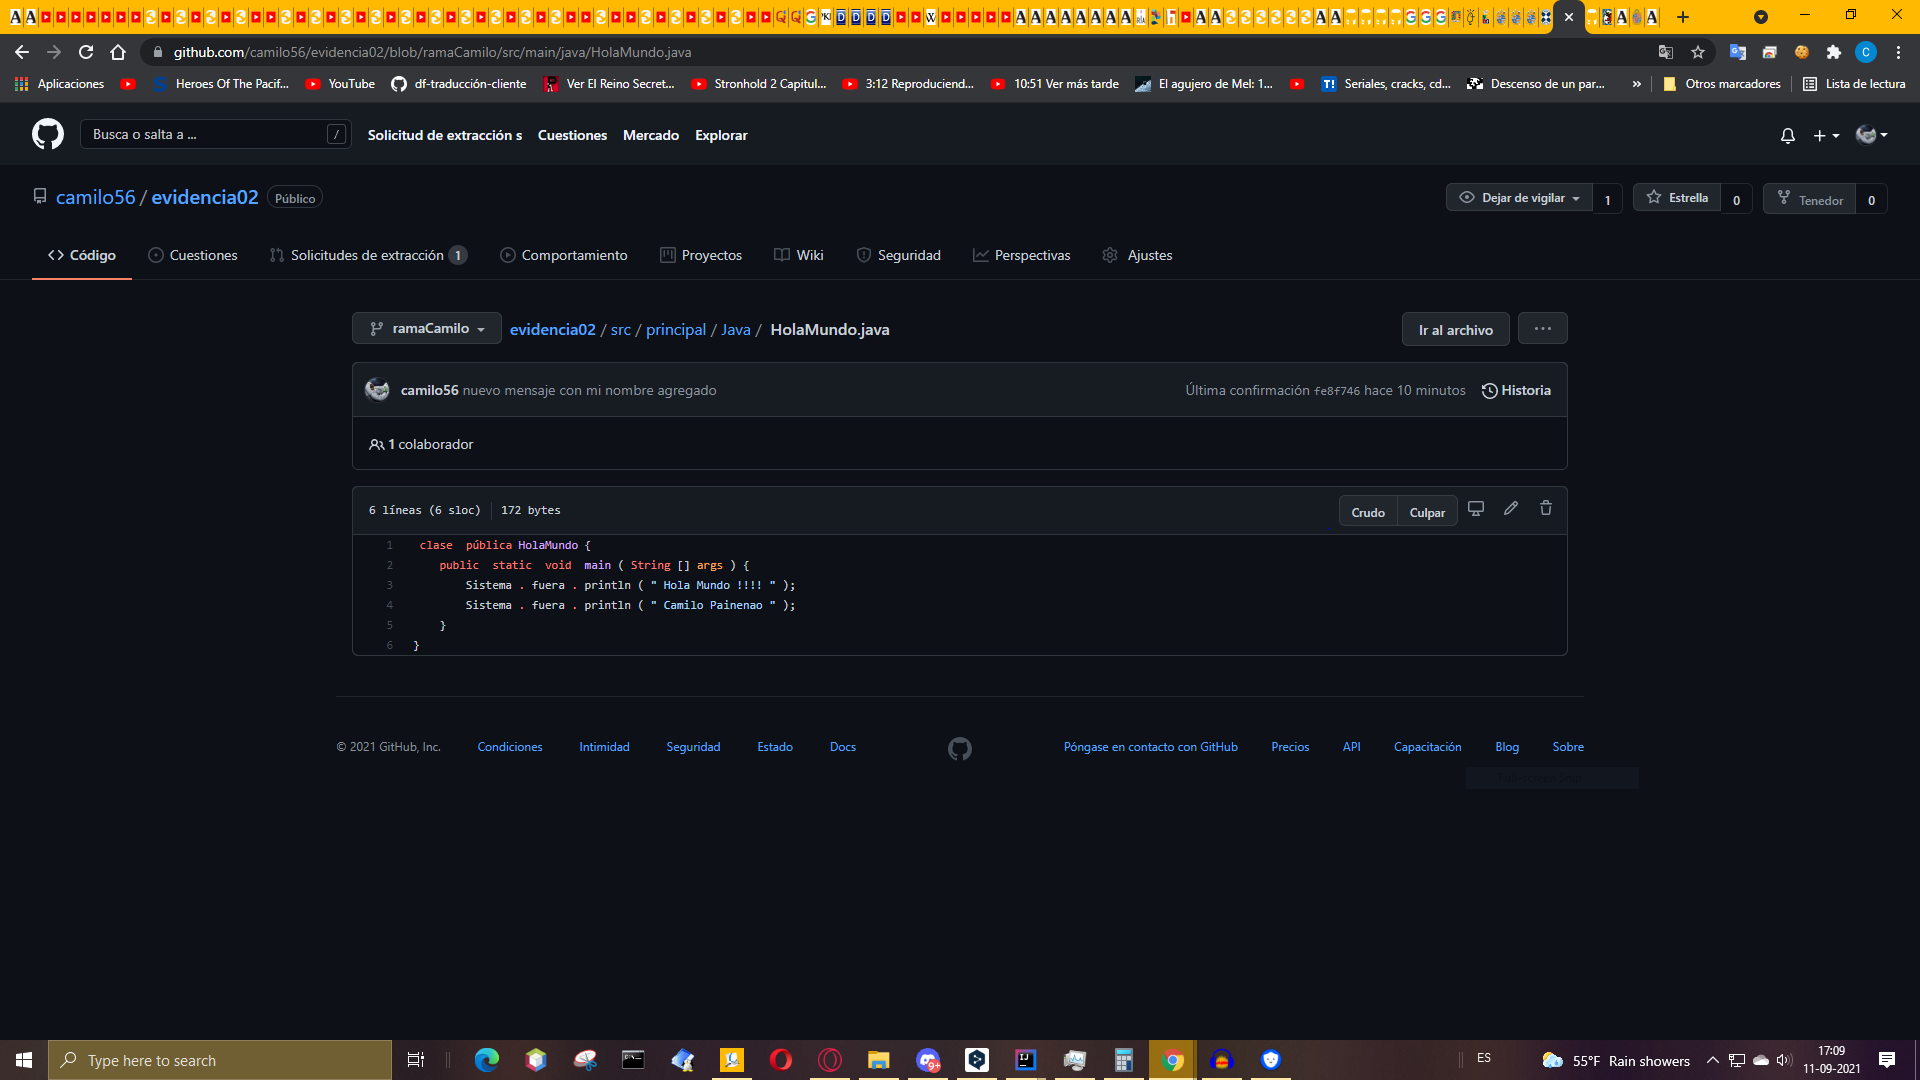 github.com/camilo56/evidencia02/blob/ramaCamilo/src/main/java/HolaMundo.java
Aplicaciones
Heroes Of The Pacif...
YouTube
df-traducción-cliente
Ver El Reino Secret...
Stronhold 2 Capitul...
3:12 Reproduciend...
10:51 Ver más tarde
El agujero de Mel: 1...
Seriales, cracks, cd...
Descenso de un par...
»
Otros marcadores
Lista de lectura
Busca o salta a ...
/
Solicitud de extracción s
Cuestiones
Mercado
Explorar
camilo56 / evidencia02
Público
Dejar de vigilar
1
Estrella
0
Tenedor
0
Código
Cuestiones
Solicitudes de extracción 1
Comportamiento
Proyectos
Wiki
Seguridad
Perspectivas
Ajustes
ramaCamilo
evidencia02 / src / principal / Java / HolaMundo.java
Ir al archivo
...
camilo56 nuevo mensaje con mi nombre agregado
Última confirmación fe8f746 hace 10 minutos
Historia
1 colaborador
6 líneas (6 sloc)
172 bytes
Crudo
Culpar
1 clase pública HolaMundo {
2 public static void main ( String [] args ) {
3 Sistema . fuera . println ( " Hola Mundo !!!! " );
4 Sistema . fuera . println ( " Camilo Painenao " );
5 }
6 }
© 2021 GitHub, Inc.
Condiciones
Intimidad
Seguridad
Estado
Docs
Póngase en contacto con GitHub
Precios
API
Capacitación
Blog
Sobre
Type here to search
ES
55°F Rain showers
17:09
11-09-2021